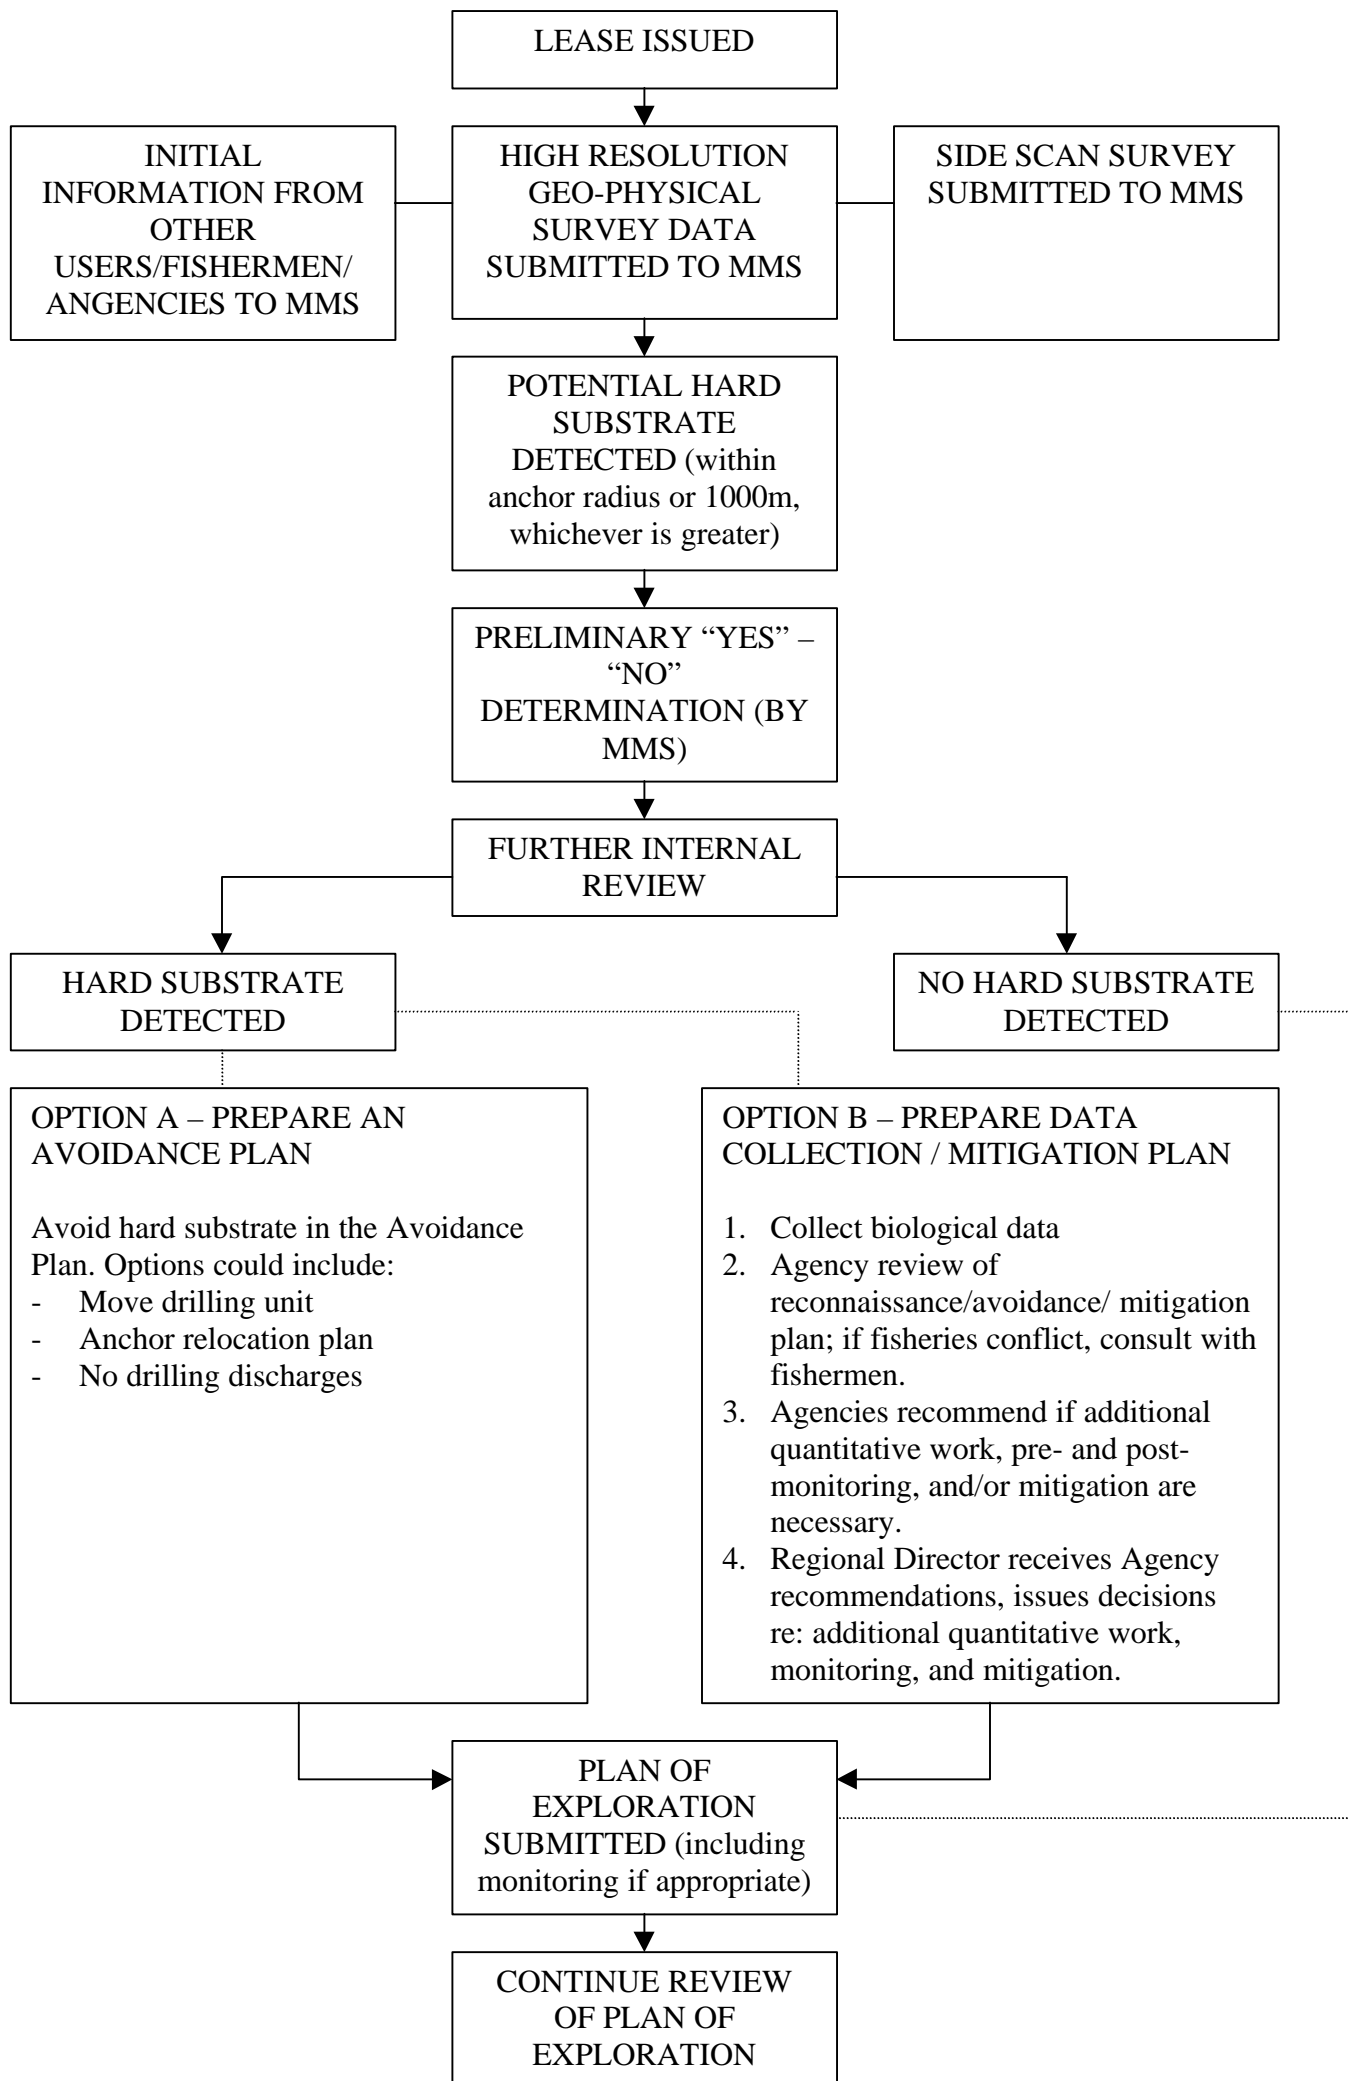 LEASE ISSUED
INITIAL
INFORMATION FROM
OTHER
USERS/FISHERMEN/
ANGENCIES TO MMS
HIGH RESOLUTION
GEO-PHYSICAL
SURVEY DATA
SUBMITTED TO MMS
SIDE SCAN SURVEY
SUBMITTED TO MMS
POTENTIAL HARD
SUBSTRATE
DETECTED (within
anchor radius or 1000m,
whichever is greater)
PRELIMINARY “YES” –
“NO”
DETERMINATION (BY
MMS)
FURTHER INTERNAL
REVIEW
HARD SUBSTRATE
DETECTED
NO HARD SUBSTRATE
DETECTED
OPTION A – PREPARE AN
AVOIDANCE PLAN
Avoid hard substrate in the Avoidance
Plan. Options could include:
- Move drilling unit
- Anchor relocation plan
- No drilling discharges
OPTION B – PREPARE DATA
COLLECTION / MITIGATION PLAN
1. Collect biological data
2. Agency review of
reconnaissance/avoidance/ mitigation
plan; if fisheries conflict, consult with
fishermen.
3. Agencies recommend if additional
quantitative work, pre- and post-
monitoring, and/or mitigation are
necessary.
4. Regional Director receives Agency
recommendations, issues decisions
re: additional quantitative work,
monitoring, and mitigation.
PLAN OF
EXPLORATION
SUBMITTED (including
monitoring if appropriate)
CONTINUE REVIEW
OF PLAN OF
EXPLORATION